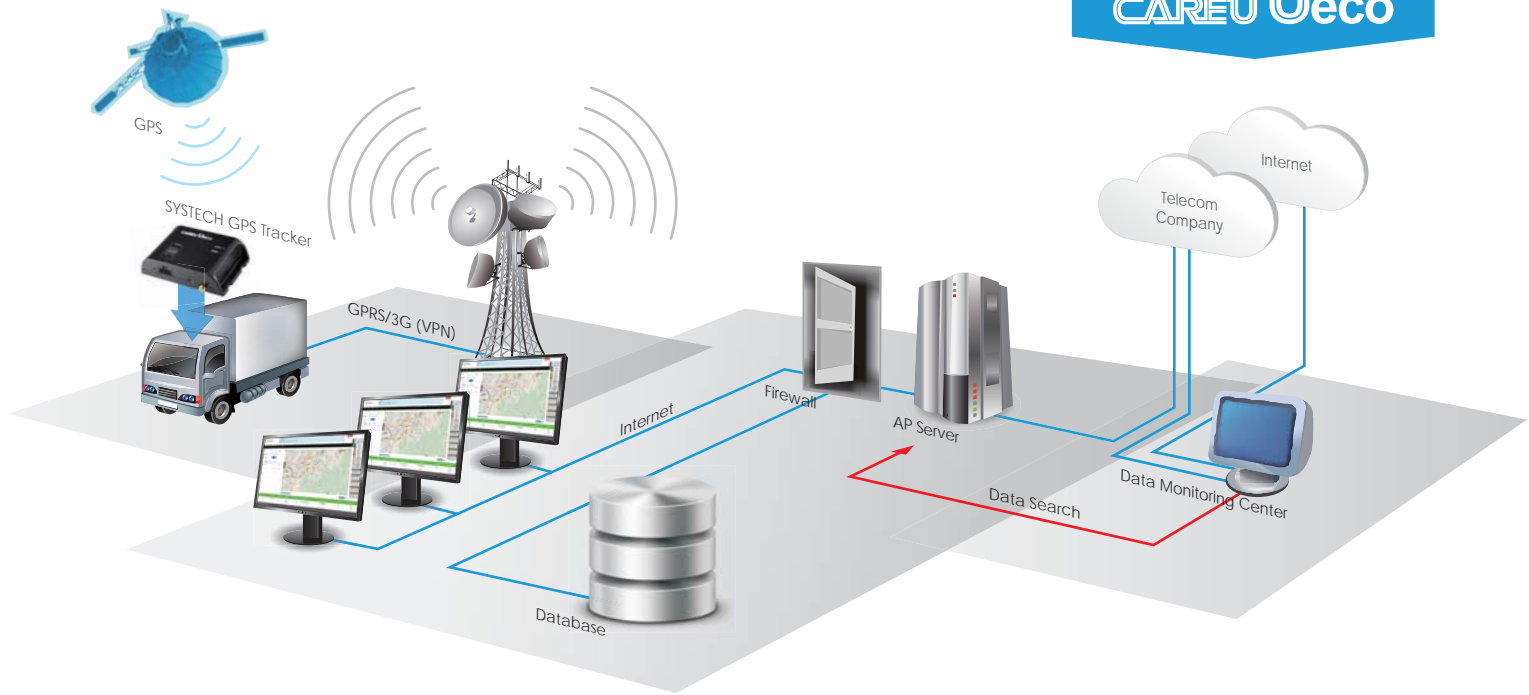 CAREU Ueco
GPS
SYSTECH GPS Tracker
Internet
Telecom
Company
GPRS/3G (VPN)
Internet
Firewall
AP Server
Data Search
Data Monitoring Center
Database